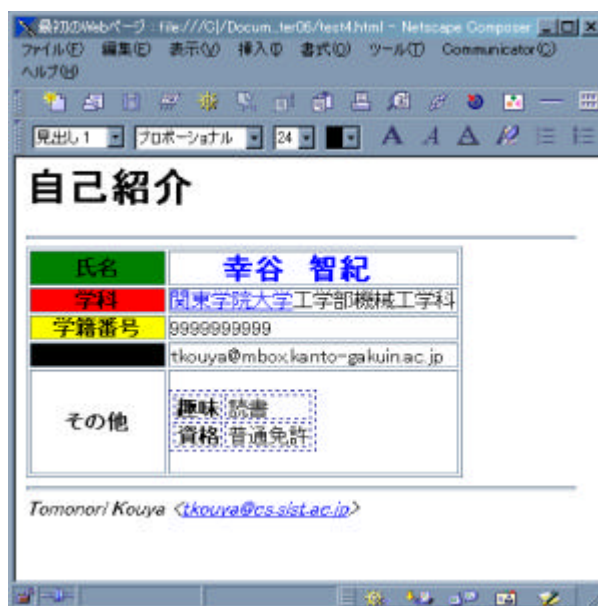 最初のWebページ : file:///C|/Docum...ter06/test4.html - Netscape Composer
ファイル(F) 編集(E) 表示(V) 挿入(I) 書式(O) ツール(T) Communicator(C)
ヘルプ(H)
見出し 1 プロポーショナル 24 A A A
自己紹介
氏名 幸谷 智紀
学科 関東学院大学工学部機械工学科
学籍番号 9999999999
tkouya@mbox.kanto-gakuin.ac.jp
その他
趣味 読書
資格 普通免許
Tomonori Kouya <tkouya@cs.sist.ac.jp>